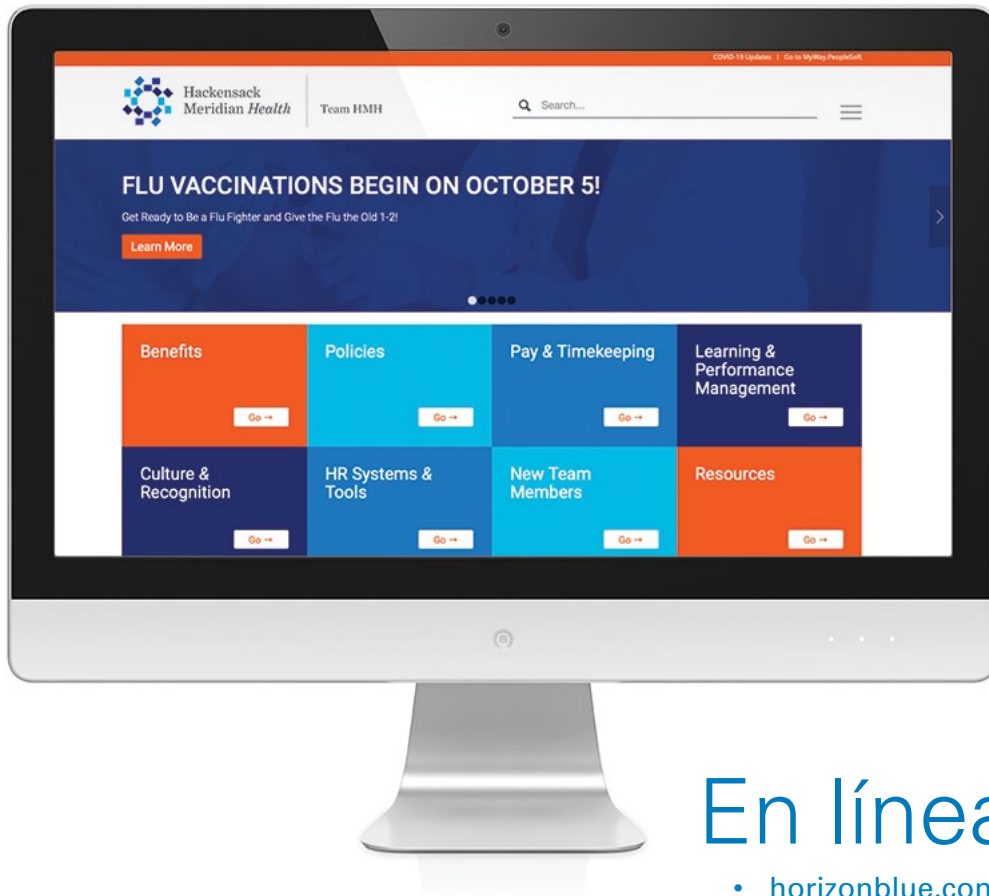 COVID-19 Updates | Go to MyWay PeopleSoft
Hackensack
Meridian Health
Team HMH
Search...
FLU VACCINATIONS BEGIN ON OCTOBER 5!
Get Ready to Be a Flu Fighter and Give the Flu the Old 1-2!
Learn More
Benefits
Go →
Policies
Go →
Pay & Timekeeping
Go →
Learning &
Performance
Management
Go →
Culture &
Recognition
Go →
HR Systems &
Tools
Go →
New Team
Members
Go →
Resources
Go →
En línea
• horizonblue.com